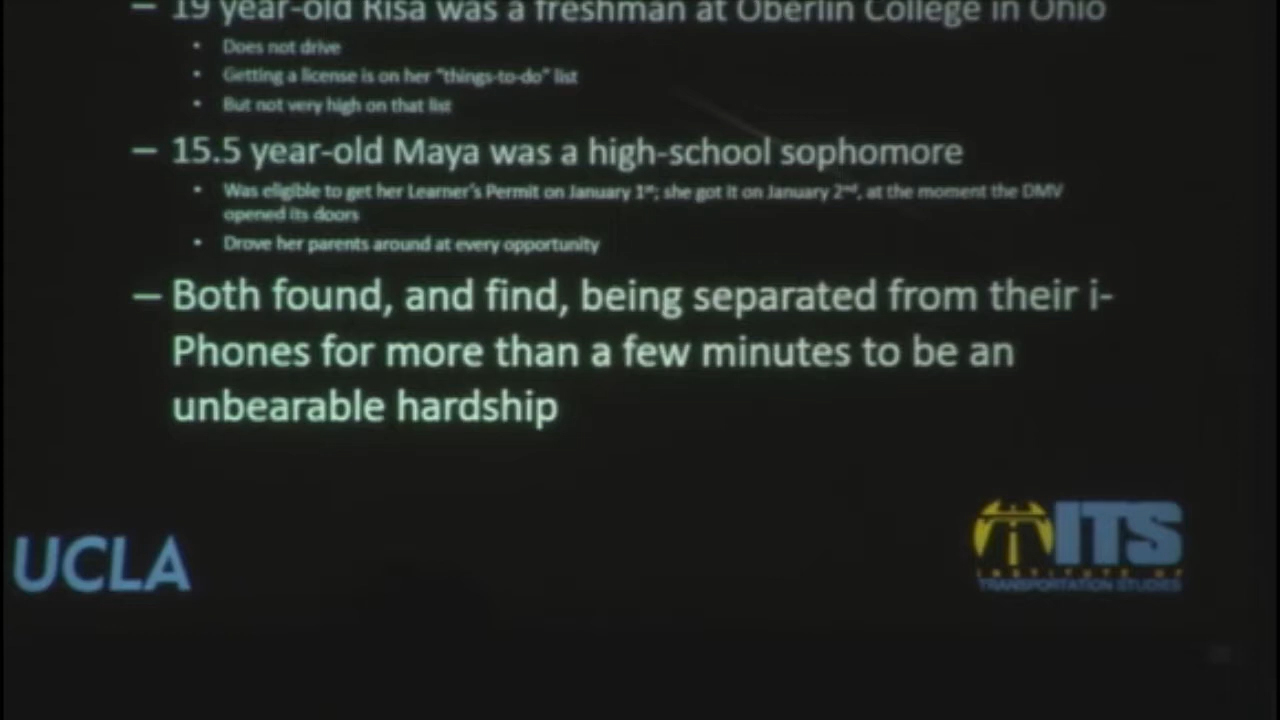 – 19 year-old Risa was a freshman at Oberlin College in Ohio
• Does not drive
• Getting a license is on her "things-to-do" list
• But not very high on that list
– 15.5 year-old Maya was a high-school sophomore
• Was eligible to get her Learner's Permit on January 1st; she got it on January 2nd, at the moment the DMV
opened its doors
• Drove her parents around at every opportunity
– Both found, and find, being separated from their i-
Phones for more than a few minutes to be an
unbearable hardship
UCLA
ITS
INSTITUTE OF
TRANSPORTATION STUDIES